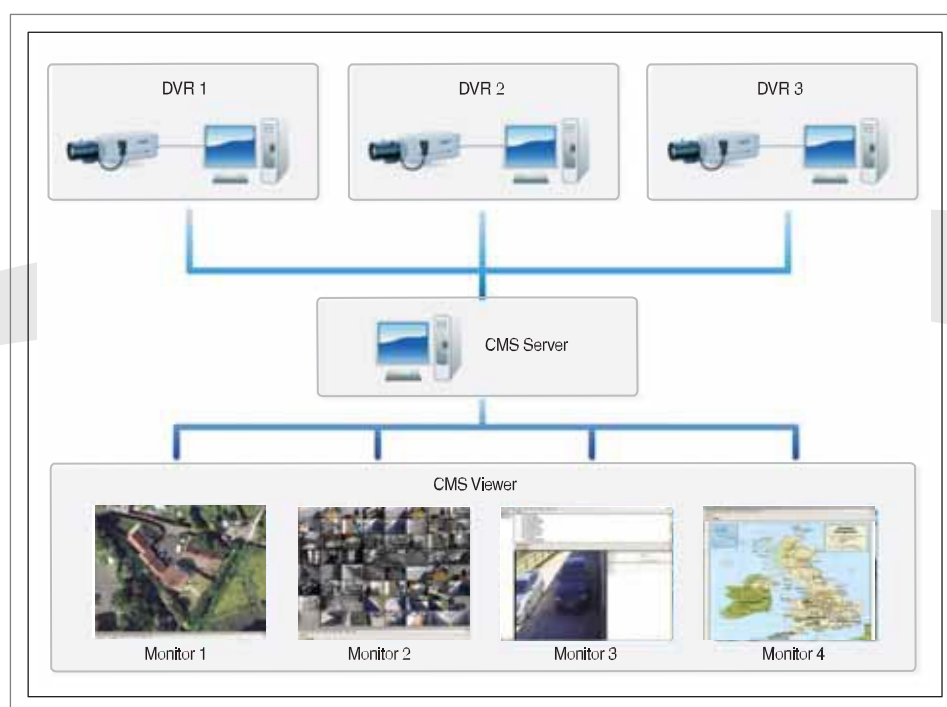 DVR 1
DVR 2
DVR 3
CMS Server
CMS Viewer
Monitor 1
Monitor 2
Monitor 3
Monitor 4